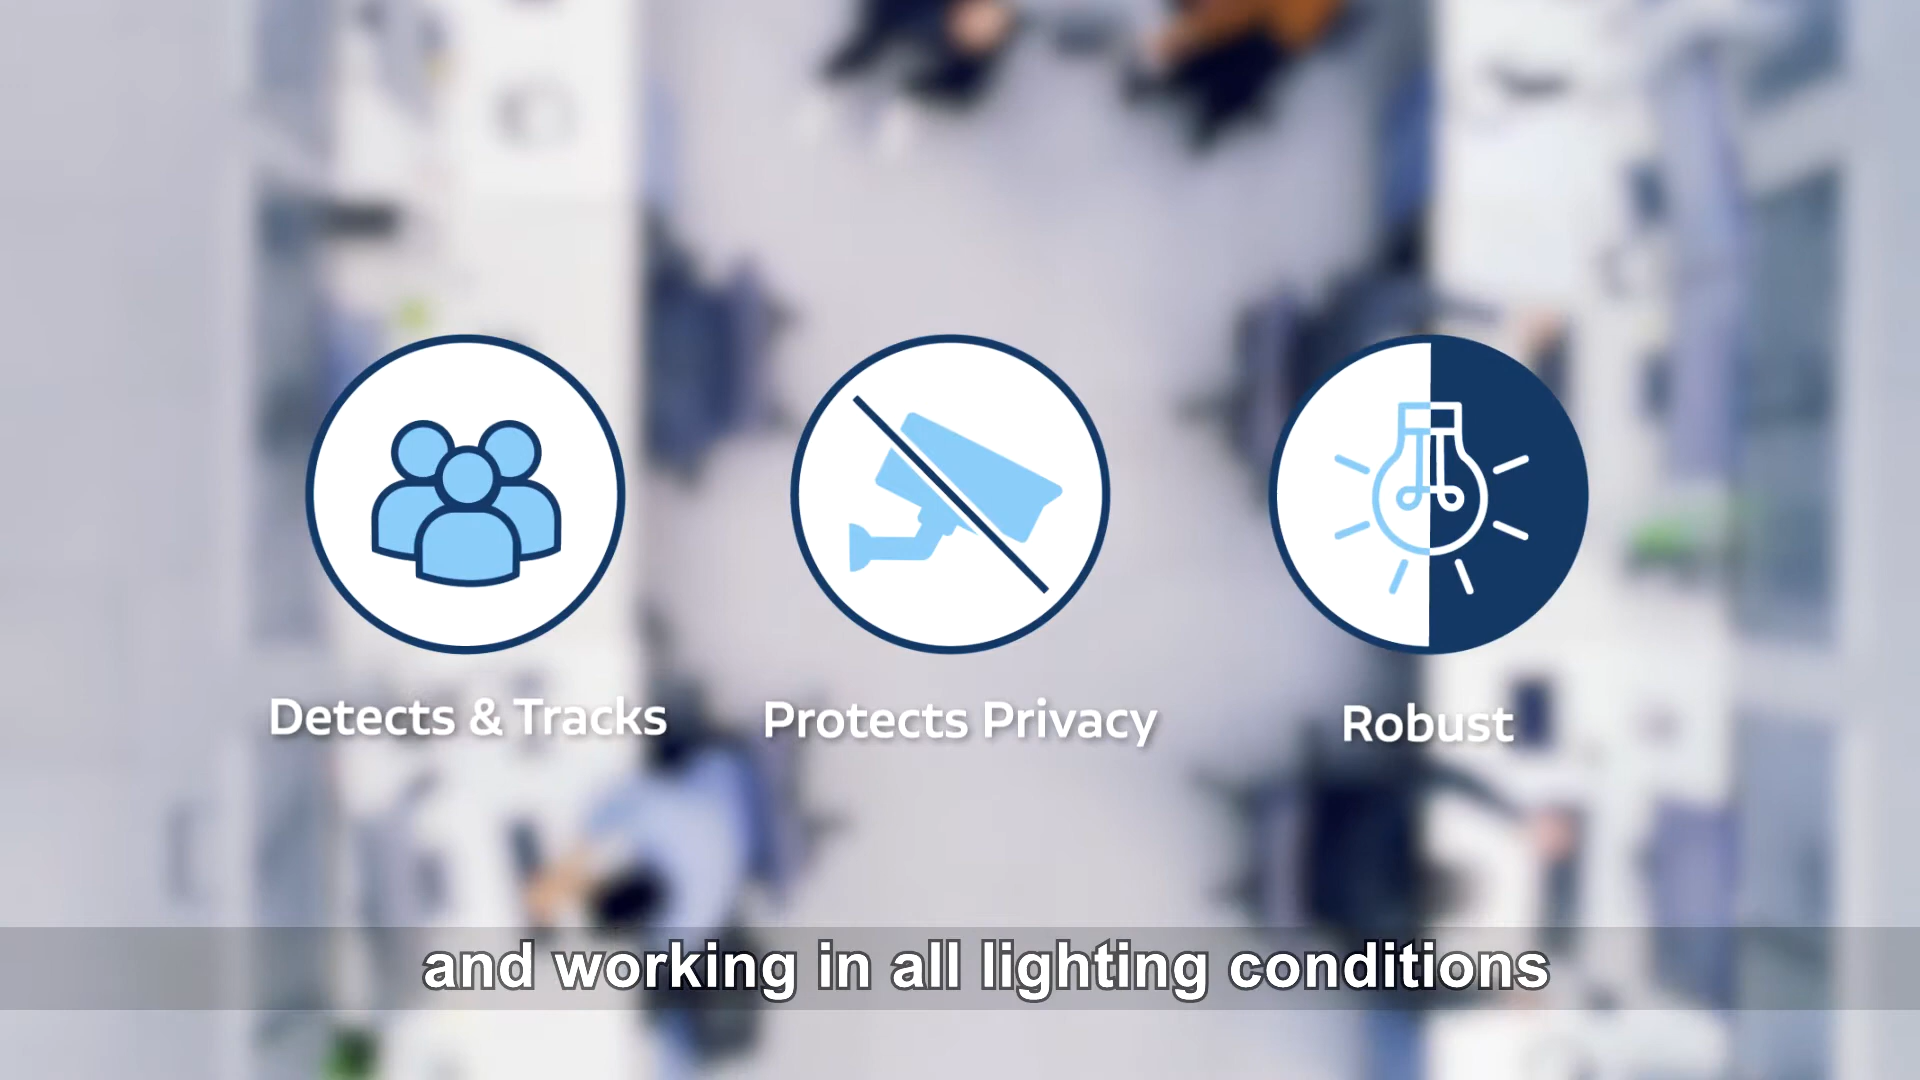 Detects & Tracks
Protects Privacy
Robust
and working in all lighting conditions